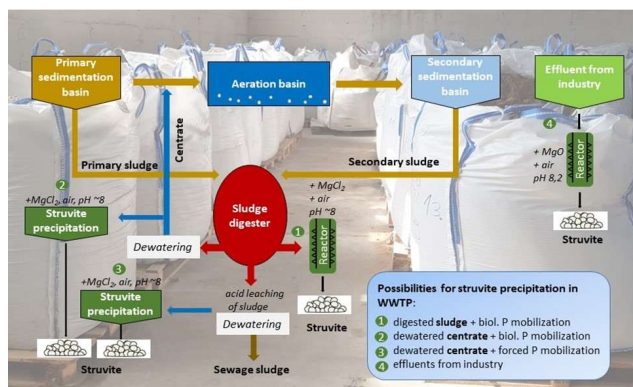 Primary
sedimentation
basin
Aeration basin
Secondary
sedimentation
basin
Effluent from
industry
4
+ MgO
+ air
pH 8,2
Reactor
Struvite
Centrate
Primary sludge
Secondary sludge
2
+MgCl₂, air, pH ~8
Struvite
precipitation
Sludge
digester
+ MgCl₂
+ air
pH ~8
1
Reactor
Struvite
Dewatering
3
+MgCl₂, air, pH~8
Struvite
precipitation
Struvite
acid leaching
of sludge
Dewatering
Sewage sludge
13
Possibilities for struvite precipitation in
WWTP:
1 digested sludge + biol. P mobilization
2 dewatered centrate + biol. P mobilization
3 dewatered centrate + forced P mobilization
4 effluents from industry